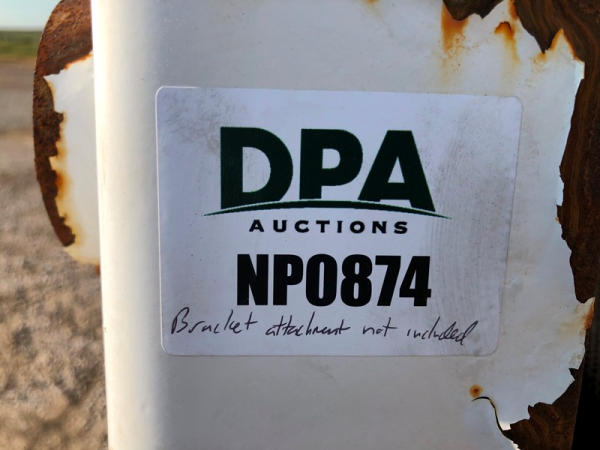 DPA
AUCTIONS
NP0874
Bracket attachment not included